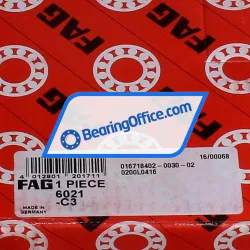 FAG
FAG
FAG
BearingOffice.com
016718402-0030-02
0200L0416
16/00068
4 012801 201711
FAG 1 PIECE
6021
-C3
MADE IN
GERMANY